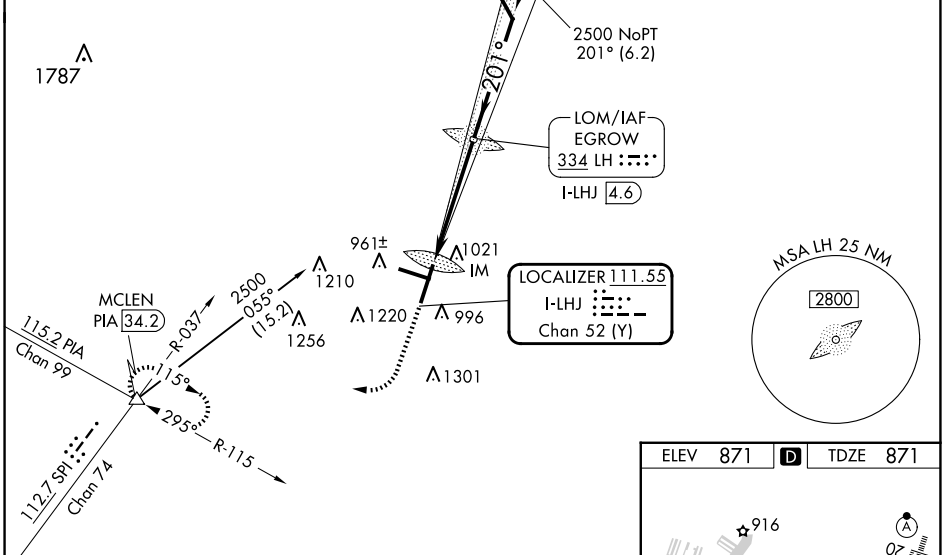 2500 NoPT
201° (6.2)
201°
1787
LOM/IAF
EGROW
334 LH
I-LHJ 4.6
961±
1021
IM
LOCALIZER 111.55
I-LHJ
Chan 52 (Y)
MSA LH 25 NM
2800
1210
2500
055°
(15.2)
R-037
MCLEN
PIA 34.2
1256
1220
996
1301
115.2 PIA
Chan 99
115°
295°
R-115
112.7 SPI
Chan 74
ELEV 871 D TDZE 871
916
A
07